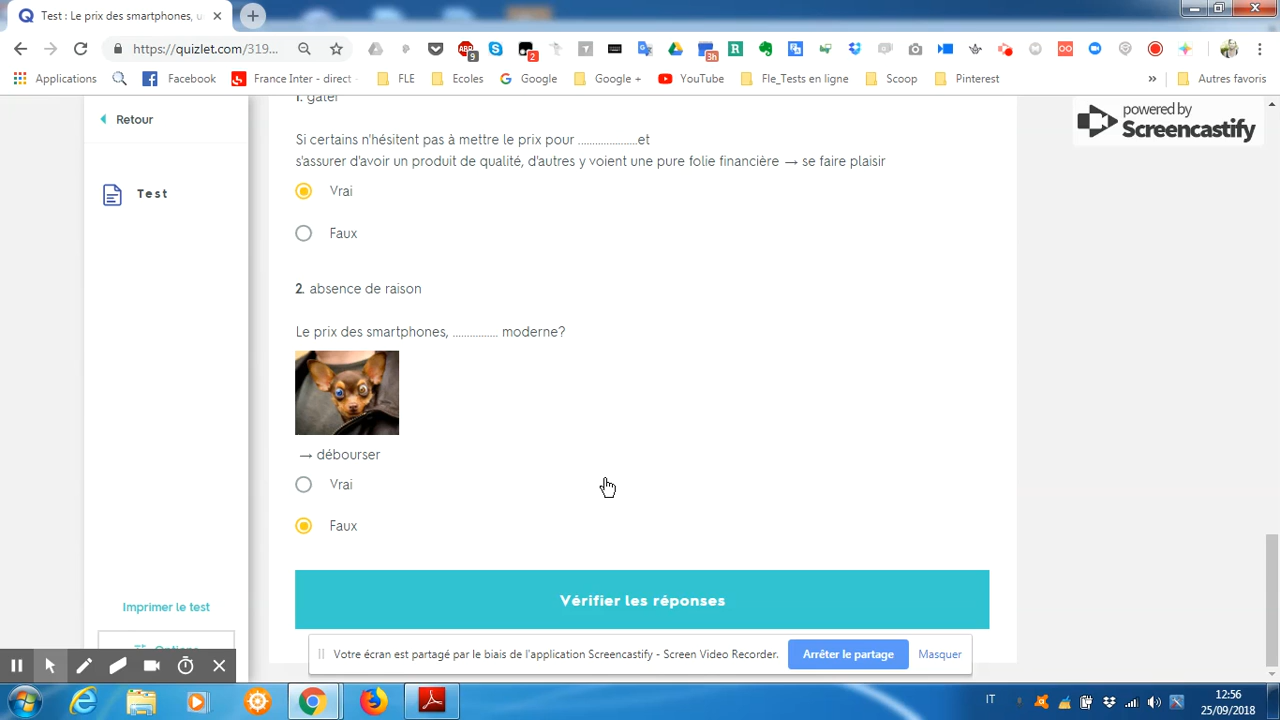 Test : Le prix des smartphones, u
https://quizlet.com/319...
ABP
9
2
3h
R
Applications
Facebook
France Inter - direct
FLE
Ecoles
Google
Google +
YouTube
Fle_Tests en ligne
Scoop
Pinterest
»
Autres favoris
Retour
Test
powered by
Screencastify
1. gâter
Si certains n'hésitent pas à mettre le prix pour .....................et
s'assurer d'avoir un produit de qualité, d'autres y voient une pure folie financière → se faire plaisir
Vrai
Faux
2. absence de raison
Le prix des smartphones, ................ moderne?
→ débourser
Vrai
Faux
Vérifier les réponses
Imprimer le test
Options
Votre écran est partagé par le biais de l'application Screencastify - Screen Video Recorder.
Arrêter le partage
Masquer
IT
12:56
25/09/2018